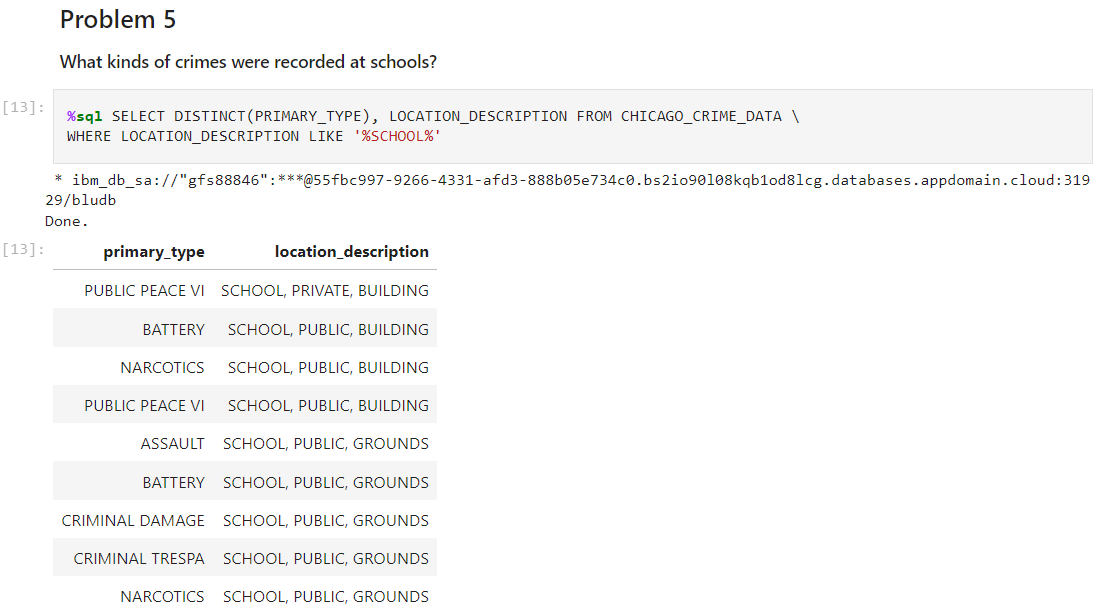 Problem 5
What kinds of crimes were recorded at schools?
[13]:
%sql SELECT DISTINCT(PRIMARY_TYPE), LOCATION_DESCRIPTION FROM CHICAGO_CRIME_DATA \
WHERE LOCATION_DESCRIPTION LIKE '%SCHOOL%'
* ibm_db_sa://"gfs88846":***@55fbc997-9266-4331-afd3-888b05e734c0.bs2io90l08kqb1od8lcg.databases.appdomain.cloud:319
29/bludb
Done.
[13]:
primary_type location_description
PUBLIC PEACE VI SCHOOL, PRIVATE, BUILDING
BATTERY SCHOOL, PUBLIC, BUILDING
NARCOTICS SCHOOL, PUBLIC, BUILDING
PUBLIC PEACE VI SCHOOL, PUBLIC, BUILDING
ASSAULT SCHOOL, PUBLIC, GROUNDS
BATTERY SCHOOL, PUBLIC, GROUNDS
CRIMINAL DAMAGE SCHOOL, PUBLIC, GROUNDS
CRIMINAL TRESPA SCHOOL, PUBLIC, GROUNDS
NARCOTICS SCHOOL, PUBLIC, GROUNDS